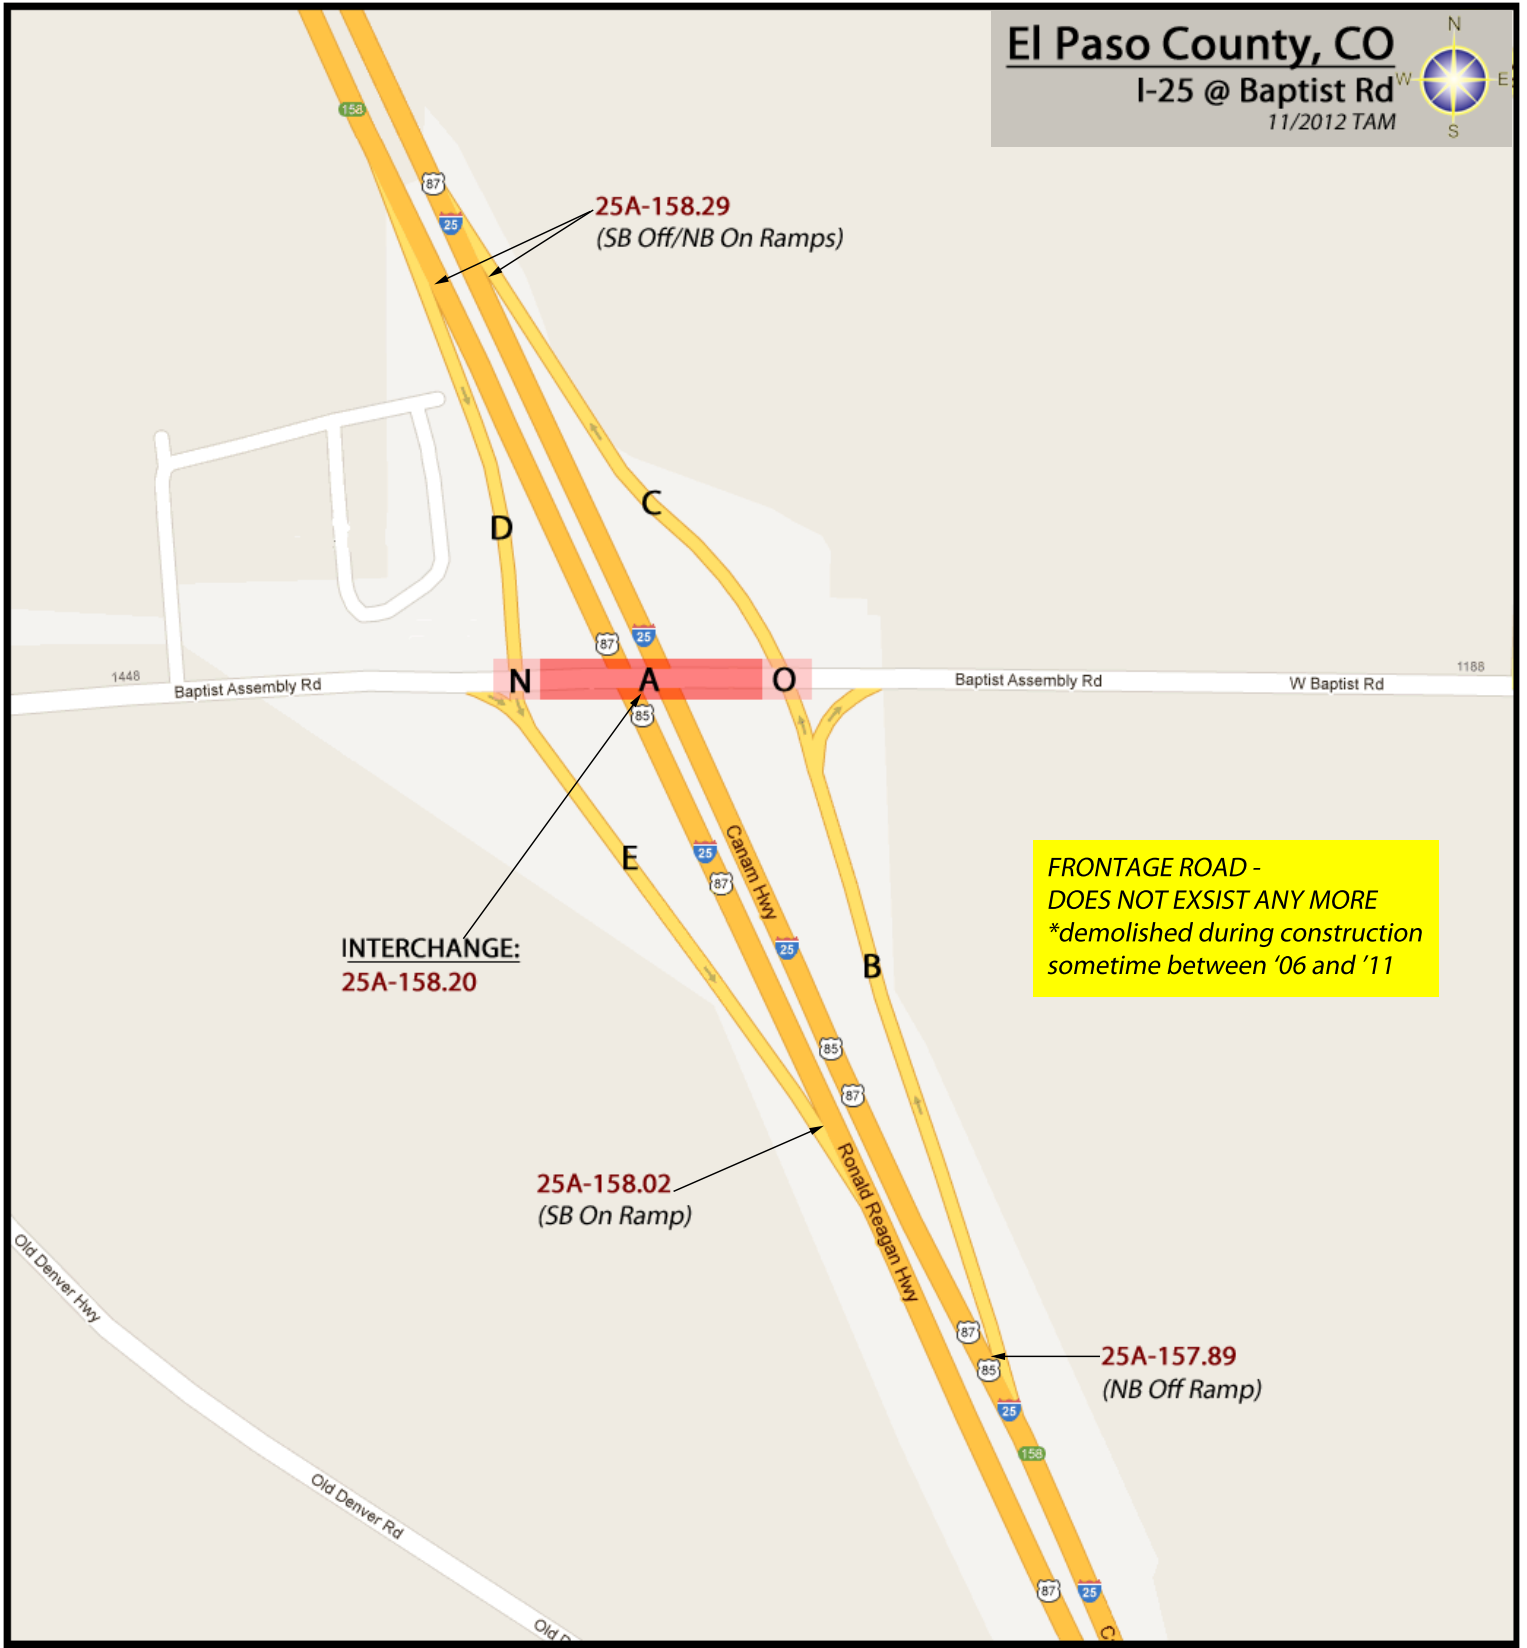 El Paso County, CO
I-25 @ Baptist Rd
11/2012 TAM
N
W
E
S
158
87
25
25A-158.29
(SB Off/NB On Ramps)
C
D
87
25
1448
Baptist Assembly Rd
N
A
O
Baptist Assembly Rd
W Baptist Rd
1188
85
25
87
Canam Hwy
E
25
B
FRONTAGE ROAD -
DOES NOT EXSIST ANY MORE
*demolished during construction
sometime between ‘06 and ’11
INTERCHANGE:
25A-158.20
85
87
25A-158.02
(SB On Ramp)
Ronald Reagan Hwy
Old Denver Hwy
87
85
25A-157.89
(NB Off Ramp)
25
158
Old Denver Rd
87
25
Old D
C